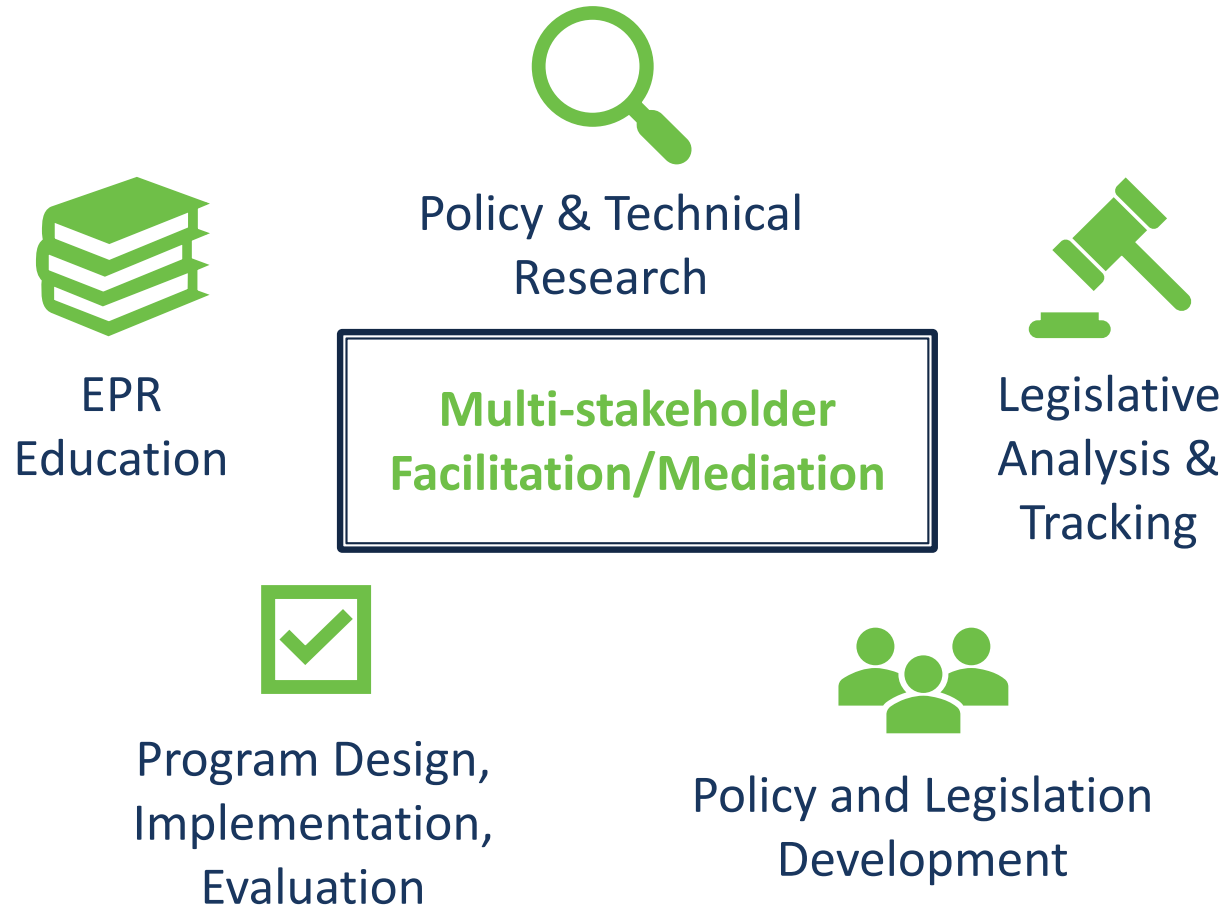 Policy & Technical
Research
EPR
Education
Multi-stakeholder
Facilitation/Mediation
Legislative
Analysis &
Tracking
Program Design,
Implementation,
Evaluation
Policy and Legislation
Development